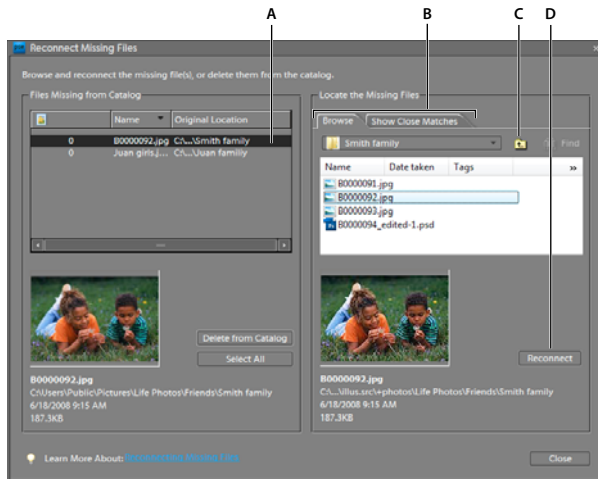 A B C D
Reconnect Missing Files
Browse and reconnect the missing file(s), or delete them from the catalog.
Files Missing from Catalog
Name Original Location
0 B0000092.jpg C:\...\Smith family
0 Juan girls.j... C:\...\Juan familiy
Delete from Catalog
Select All
B0000092.jpg
C:\Users\Public\Pictures\Life Photos\Friends\Smith family
6/18/2008 9:15 AM
187.3KB
Locate the Missing Files
Browse Show Close Matches
Smith family Find
Name Date taken Tags »
B0000091.jpg
B0000092.jpg
B0000093.jpg
B0000094_edited-1.psd
Reconnect
B0000092.jpg
C:\...\illus.src\+photos\Life Photos\Friends\Smith family
6/18/2008 9:15 AM
187.3KB
Learn More About: Reconnecting Missing Files
Close